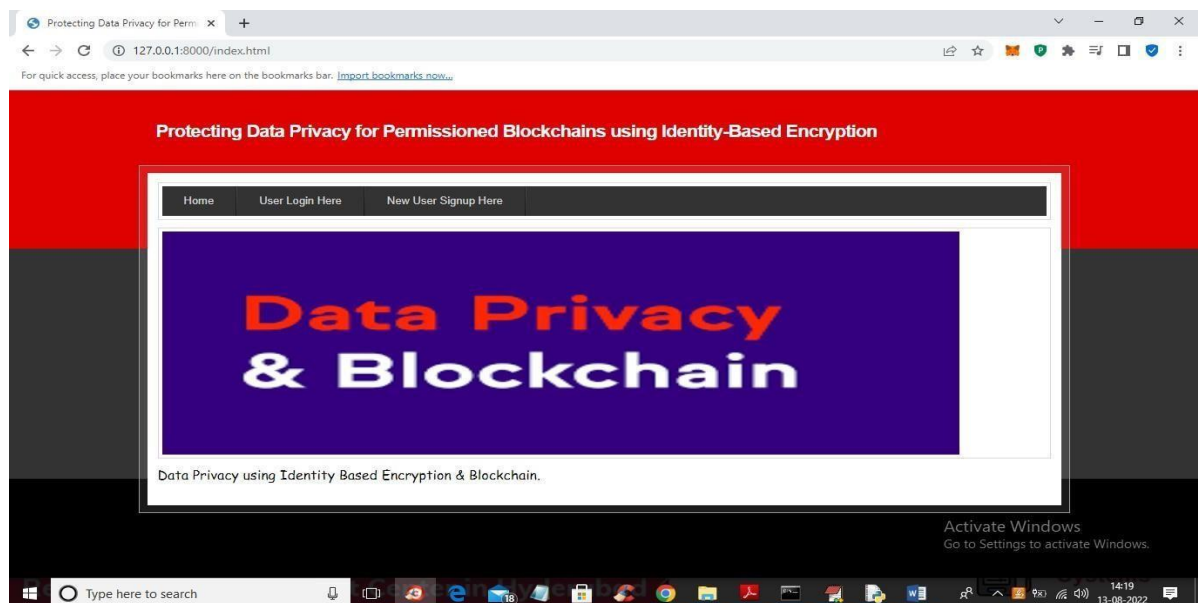 Protecting Data Privacy for Perm
127.0.0.1:8000/index.html
For quick access, place your bookmarks here on the bookmarks bar. Import bookmarks now...
Protecting Data Privacy for Permissioned Blockchains using Identity-Based Encryption
Home User Login Here New User Signup Here
Data Privacy
& Blockchain
Data Privacy using Identity Based Encryption & Blockchain.
Activate Windows
Go to Settings to activate Windows.
Type here to search
18
14:19
13-08-2022